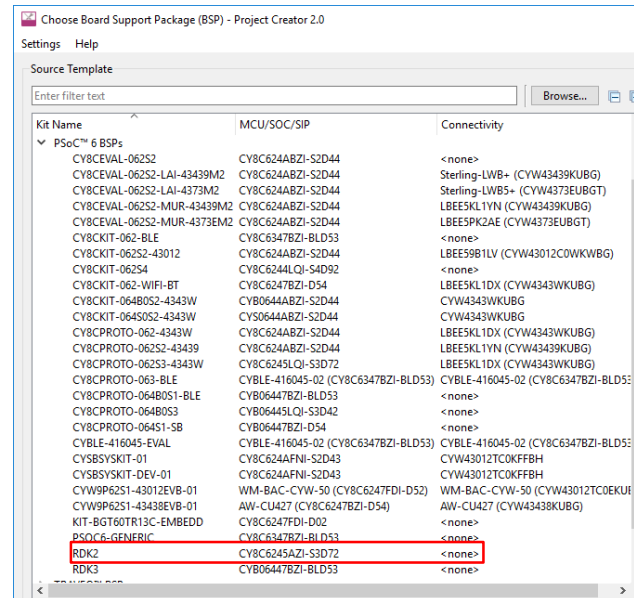 Choose Board Support Package (BSP) - Project Creator 2.0
Settings Help
Source Template
Enter filter text Browse...
Kit Name MCU/SOC/SIP Connectivity
PSoC™ 6 BSPs
CY8CEVAL-062S2 CY8C624ABZI-S2D44 <none>
CY8CEVAL-062S2-LAI-43439M2 CY8C624ABZI-S2D44 Sterling-LWB+ (CYW43439KUBG)
CY8CEVAL-062S2-LAI-4373M2 CY8C624ABZI-S2D44 Sterling-LWB5+ (CYW4373EUBGT)
CY8CEVAL-062S2-MUR-43439M2 CY8C624ABZI-S2D44 LBEE5KL1YN (CYW43439KUBG)
CY8CEVAL-062S2-MUR-4373EM2 CY8C624ABZI-S2D44 LBEE5PK2AE (CYW4373EUBGT)
CY8CKIT-062-BLE CY8C6347BZI-BLD53 <none>
CY8CKIT-062S2-43012 CY8C624ABZI-S2D44 LBEE59B1LV (CYW43012C0WKWBG)
CY8CKIT-062S4 CY8C6244LQI-S4D92 <none>
CY8CKIT-062-WIFI-BT CY8C6247BZI-D54 LBEE5KL1DX (CYW4343WKUBG)
CY8CKIT-064B0S2-4343W CYB0644ABZI-S2D44 CYW4343WKUBG
CY8CKIT-064S0S2-4343W CYS0644ABZI-S2D44 CYW4343WKUBG
CY8CPROTO-062-4343W CY8C624ABZI-S2D44 LBEE5KL1DX (CYW4343WKUBG)
CY8CPROTO-062S2-43439 CY8C624ABZI-S2D44 LBEE5KL1YN (CYW43439KUBG)
CY8CPROTO-062S3-4343W CY8C6245LQI-S3D72 LBEE5KL1DX (CYW4343WKUBG)
CY8CPROTO-063-BLE CYBLE-416045-02 (CY8C6347BZI-BLD53) CYBLE-416045-02 (CY8C6347BZI-BLD53
CY8CPROTO-064B0S1-BLE CYB06447BZI-BLD53 <none>
CY8CPROTO-064B0S3 CYB06445LQI-S3D42 <none>
CY8CPROTO-064S1-SB CYB06447BZI-D54 <none>
CYBLE-416045-EVAL CYBLE-416045-02 (CY8C6347BZI-BLD53) CYBLE-416045-02 (CY8C6347BZI-BLD53
CYSBSYSKIT-01 CY8C624AFNI-S2D43 CYW43012TC0KFFBH
CYSBSYSKIT-DEV-01 CY8C624AFNI-S2D43 CYW43012TC0KFFBH
CYW9P62S1-43012EVB-01 WM-BAC-CYW-50 (CY8C6247FDI-D52) WM-BAC-CYW-50 (CYW43012TC0EKUB
CYW9P62S1-43438EVB-01 AW-CU427 (CY8C6247BZI-D54) AW-CU427 (CYW43438KUBG)
KIT-BGT60TR13C-EMBEDD CY8C6247FDI-D02 <none>
PSOC6-GENERIC CY8C6347BZI-BLD53 <none>
RDK2 CY8C6245AZI-S3D72 <none>
RDK3 CYB06447BZI-BLD53 <none>